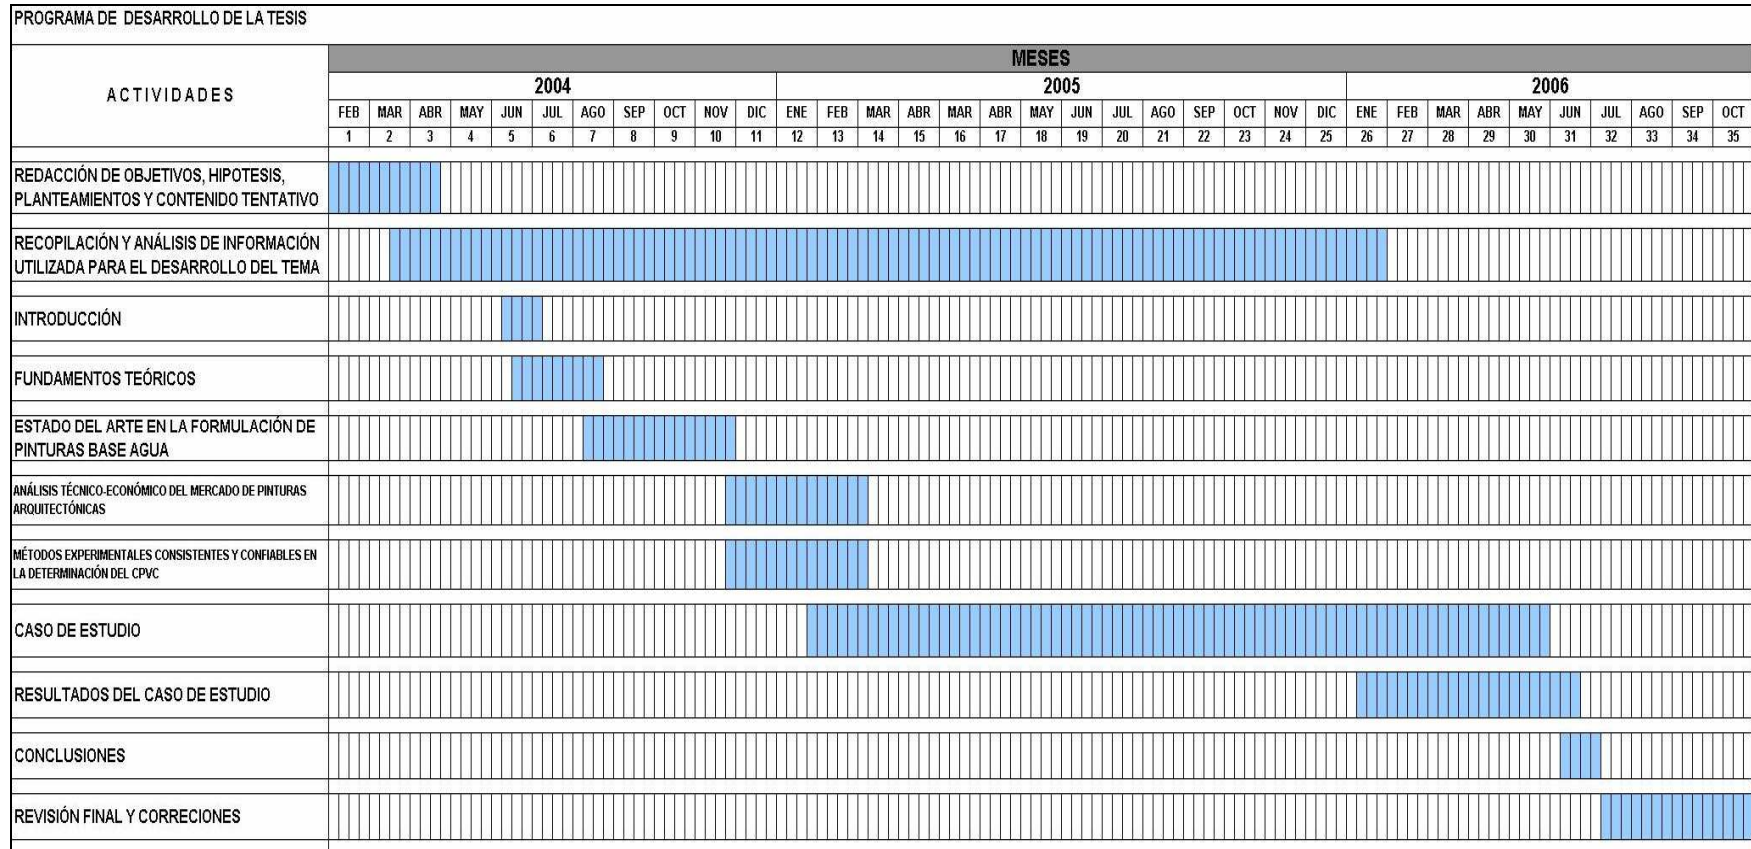 PROGRAMA DE DESARROLLO DE LA TESIS
MESES
ACTIVIDADES
2004 2005 2006
FEB MAR ABR MAY JUN JUL AGO SEP OCT NOV DIC ENE FEB MAR ABR MAR ABR MAY JUN JUL AGO SEP OCT NOV DIC ENE FEB MAR ABR MAY JUN JUL AGO SEP OCT
1 2 3 4 5 6 7 8 9 10 11 12 13 14 15 16 17 18 19 20 21 22 23 24 25 26 27 28 29 30 31 32 33 34 35
REDACCIÓN DE OBJETIVOS, HIPOTESIS,
PLANTEAMIENTOS Y CONTENIDO TENTATIVO
RECOPILACIÓN Y ANÁLISIS DE INFORMACIÓN
UTILIZADA PARA EL DESARROLLO DEL TEMA
INTRODUCCIÓN
FUNDAMENTOS TEÓRICOS
ESTADO DEL ARTE EN LA FORMULACIÓN DE
PINTURAS BASE AGUA
ANÁLISIS TÉCNICO-ECONÓMICO DEL MERCADO DE PINTURAS
ARQUITECTÓNICAS
MÉTODOS EXPERIMENTALES CONSISTENTES Y CONFIABLES EN
LA DETERMINACIÓN DEL CPVC
CASO DE ESTUDIO
RESULTADOS DEL CASO DE ESTUDIO
CONCLUSIONES
REVISIÓN FINAL Y CORRECIONES